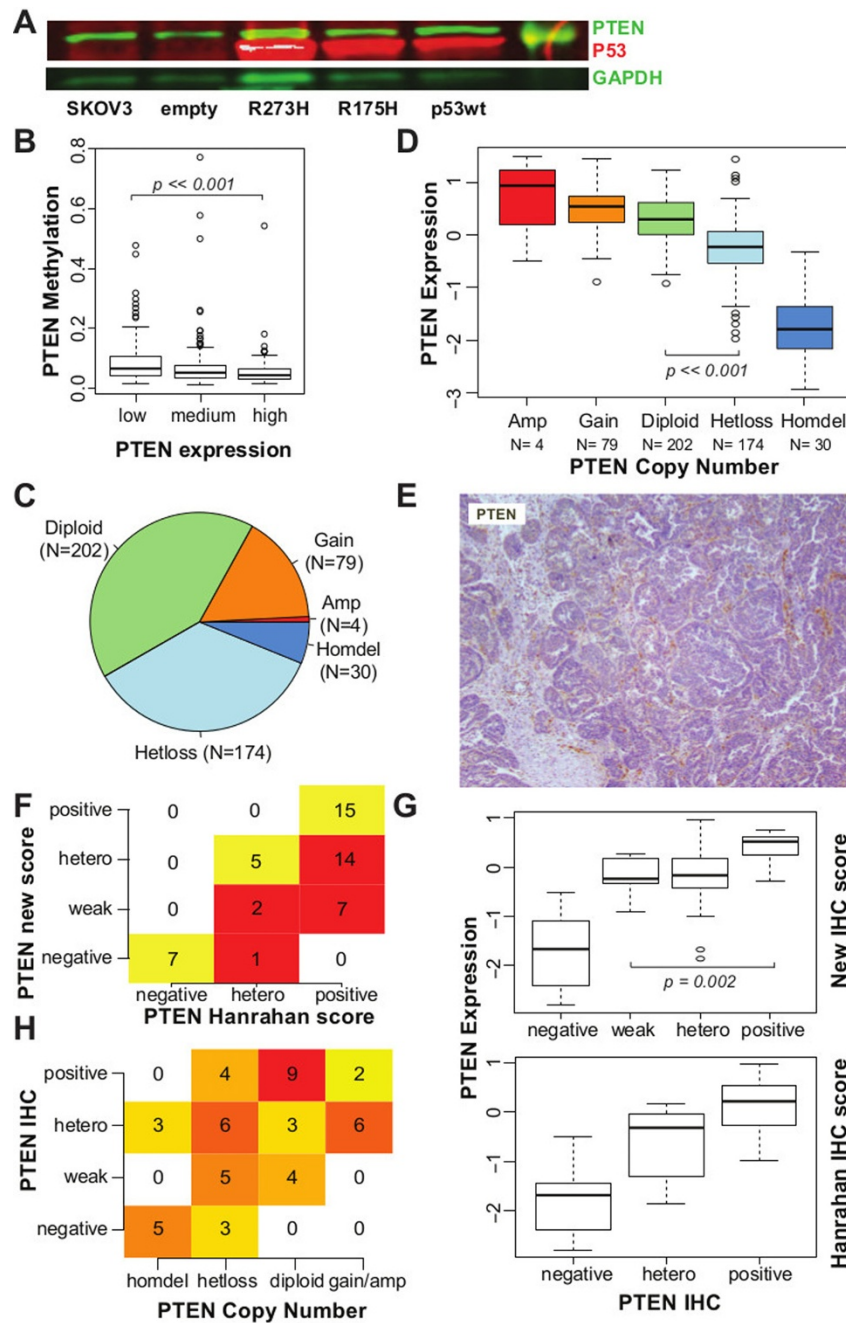 A
PTEN
P53
GAPDH
SKOV3 empty R273H R175H p53wt
B
PTEN Methylation
0.8
0.6
0.4
0.2
0.0
p << 0.001
low medium high
PTEN expression
D
PTEN Expression
1
0
-1
-2
-3
p << 0.001
Amp Gain Diploid Hetloss Homdel
N= 4 N= 79 N= 202 N= 174 N= 30
PTEN Copy Number
C
Diploid
(N=202)
Gain
(N=79)
Amp
(N=4)
Homdel
(N=30)
Hetloss (N=174)
E
PTEN
F
PTEN new score
positive 0 0 15
hetero 0 5 14
weak 0 2 7
negative 7 1 0
negative hetero positive
PTEN Hanrahan score
G
PTEN Expression
1
0
-1
-2
p = 0.002
negative weak hetero positive
New IHC score
1
0
-1
-2
negative hetero positive
PTEN IHC
Hanrahan IHC score
H
PTEN IHC
positive 0 4 9 2
hetero 3 6 3 6
weak 0 5 4 0
negative 5 3 0 0
homdel hetloss diploid gain/amp
PTEN Copy Number